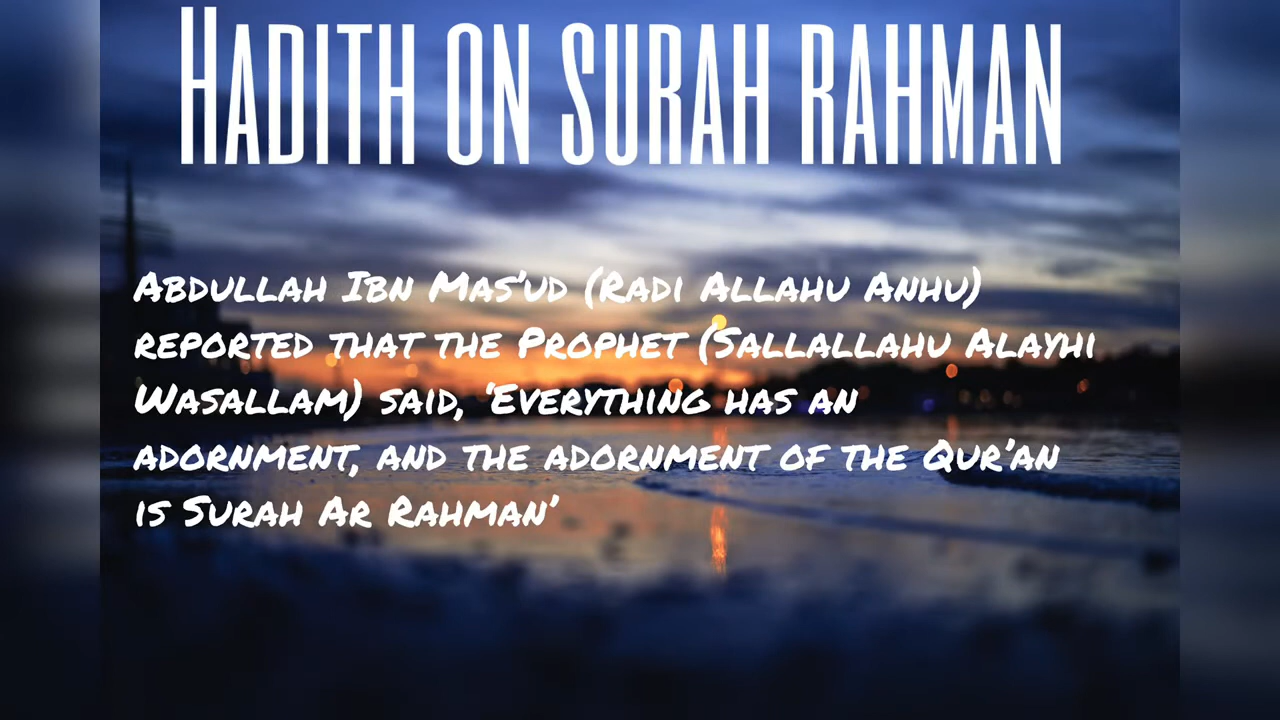 Hadith on surah rahman
Abdullah Ibn Mas'ud (Radi Allahu Anhu)
reported that the Prophet (Sallallahu Alayhi
Wasallam) said, 'Everything has an
adornment, and the adornment of the Qur'an
is Surah Ar Rahman'